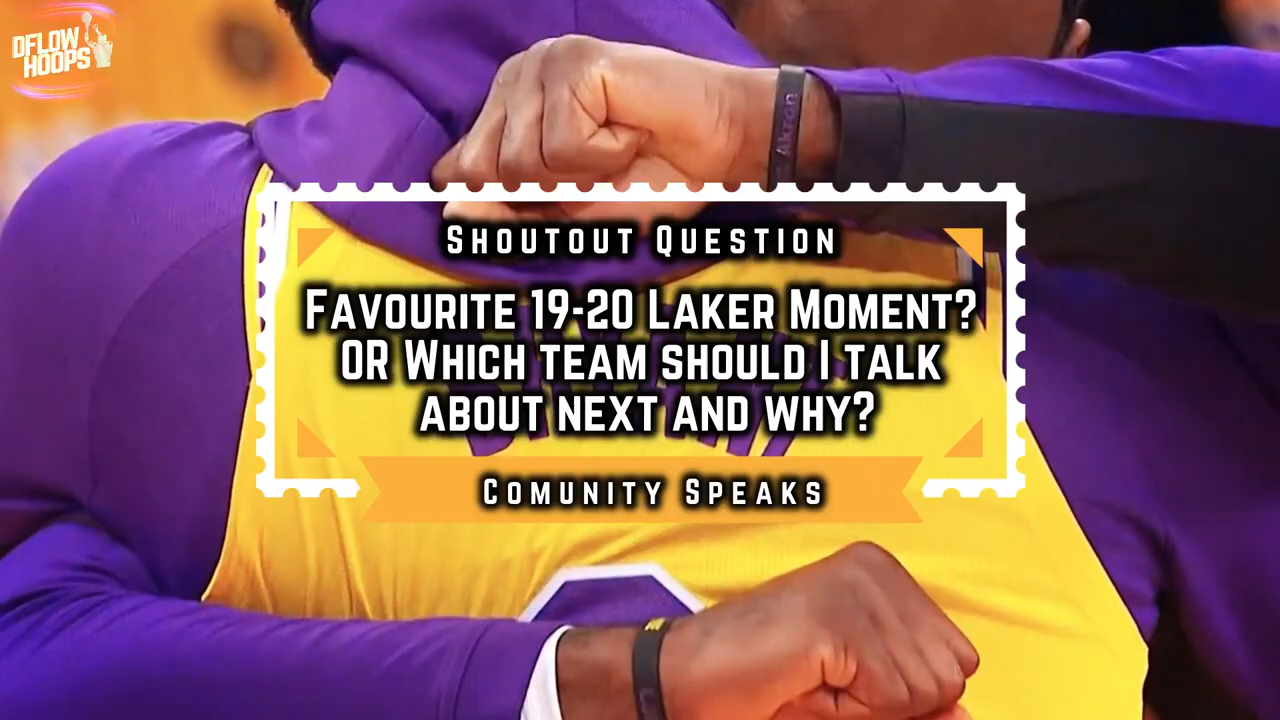 DFLOW
HOOPS
Akron
Shoutout Question
Favourite 19-20 Laker Moment?
OR Which team should I talk
about next and why?
Comunity Speaks